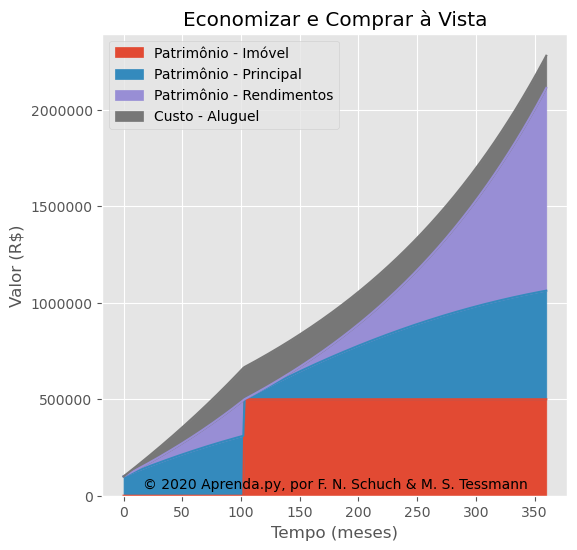 Economizar e Comprar à Vista
Patrimônio - Imóvel
Patrimônio - Principal
Patrimônio - Rendimentos
Custo - Aluguel
Valor (R$)
2000000
1500000
1000000
500000
0
© 2020 Aprenda.py, por F. N. Schuch & M. S. Tessmann
0 50 100 150 200 250 300 350
Tempo (meses)